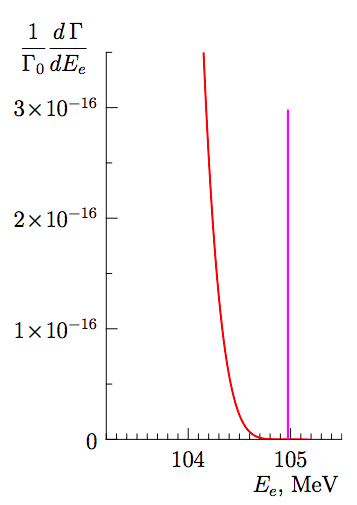 1 dΓ
Γ₀ dEₑ
3×10⁻¹⁶
2×10⁻¹⁶
1×10⁻¹⁶
0
104 105
Eₑ, MeV